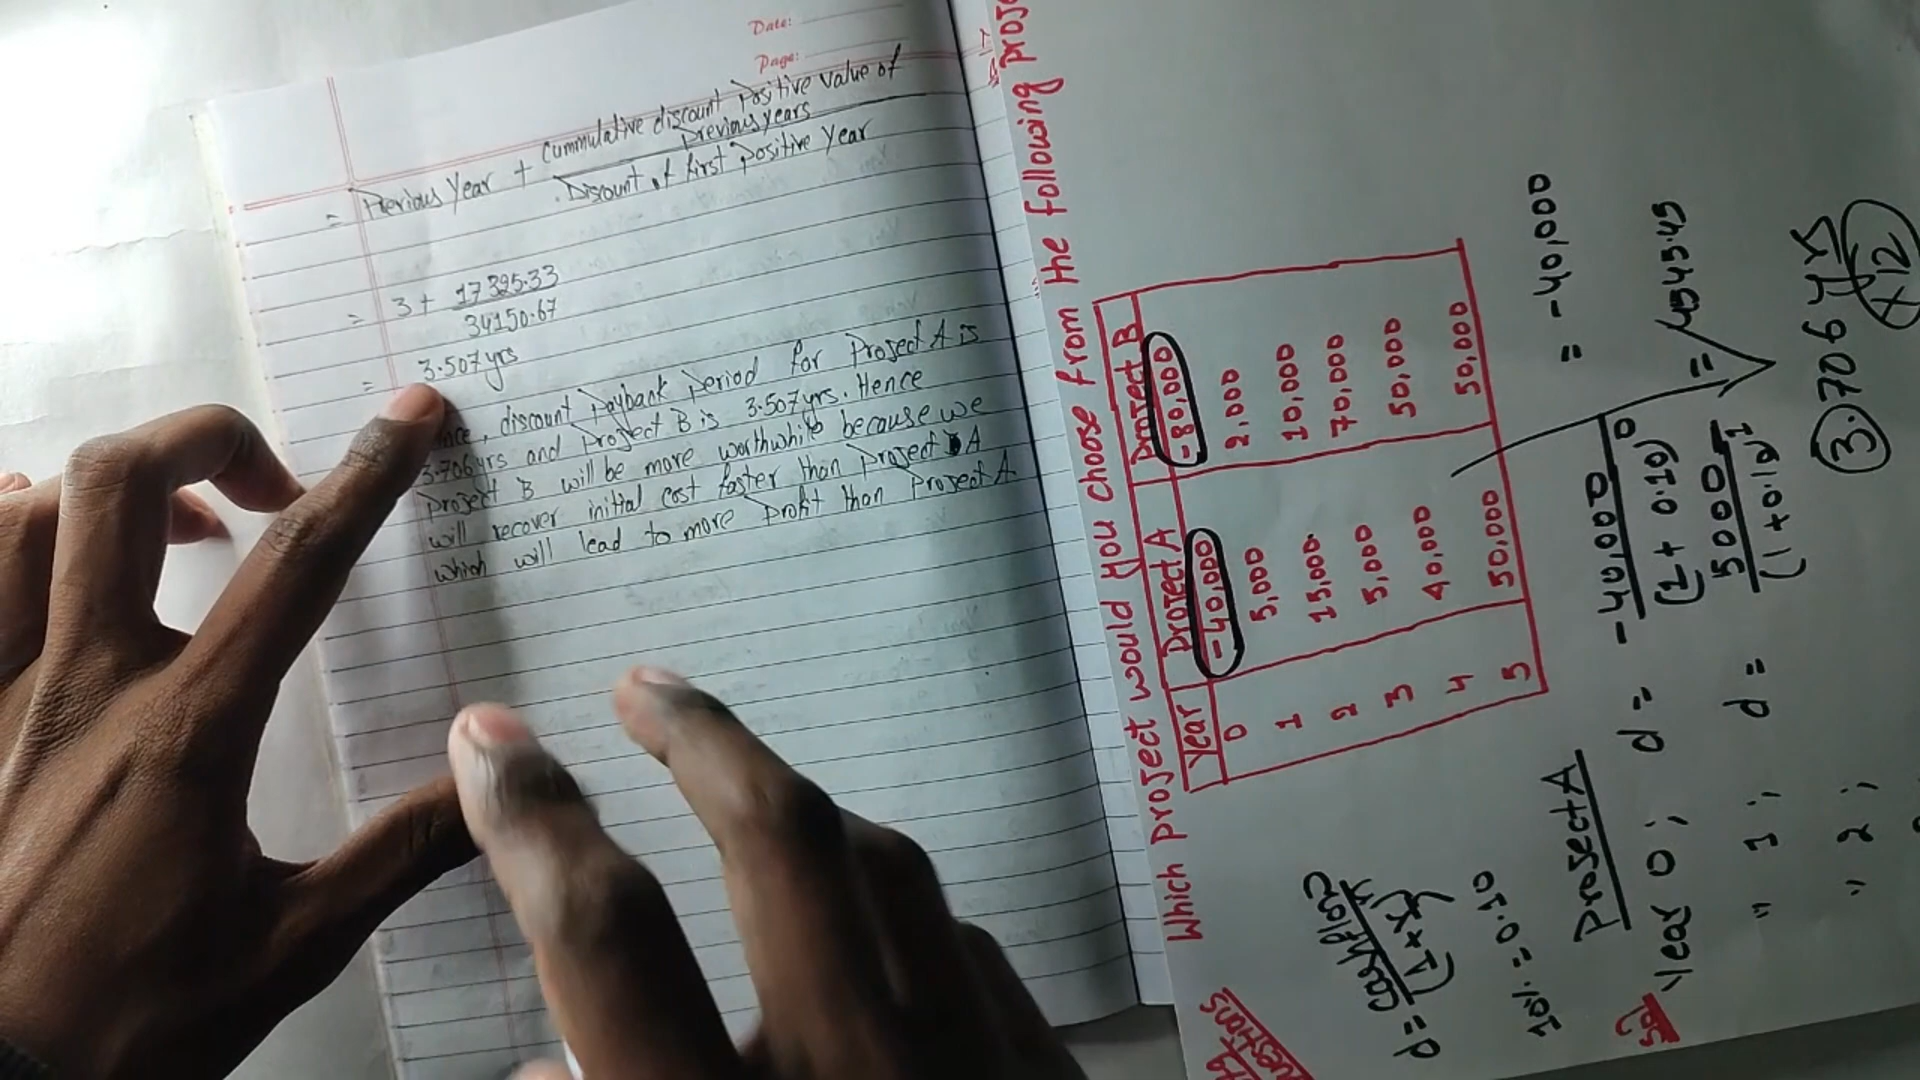 Date:
Page:
= Previous Year + Cummulative discount Positive value of
Previous years
Discount of first positive year
= 3 + 17325.33
34150.67
= 3.507 yrs
, discount Payback period for Project A is
3.706 yrs and Project B is 3.507 yrs. Hence
Project B will be more worthwhile because we
will recover initial cost faster than Project A
which will lead to more Profit than Project A
Which project would you choose from the following
Year Project A Project B
0 -40,000 -80,000
1 5,000 2,000
2 15,000 10,000
3 5,000 70,000
4 40,000 50,000
5 50,000 50,000
d = Cashflow
(1+r)
10% = 0.10
Sol
Project A
Year 0; d = -40,000 = -40,000
(1 + 0.10)0
" 1; d = 5000 = 4545.45
(1+0.10)1
" 2;
3.706 yrs
×12